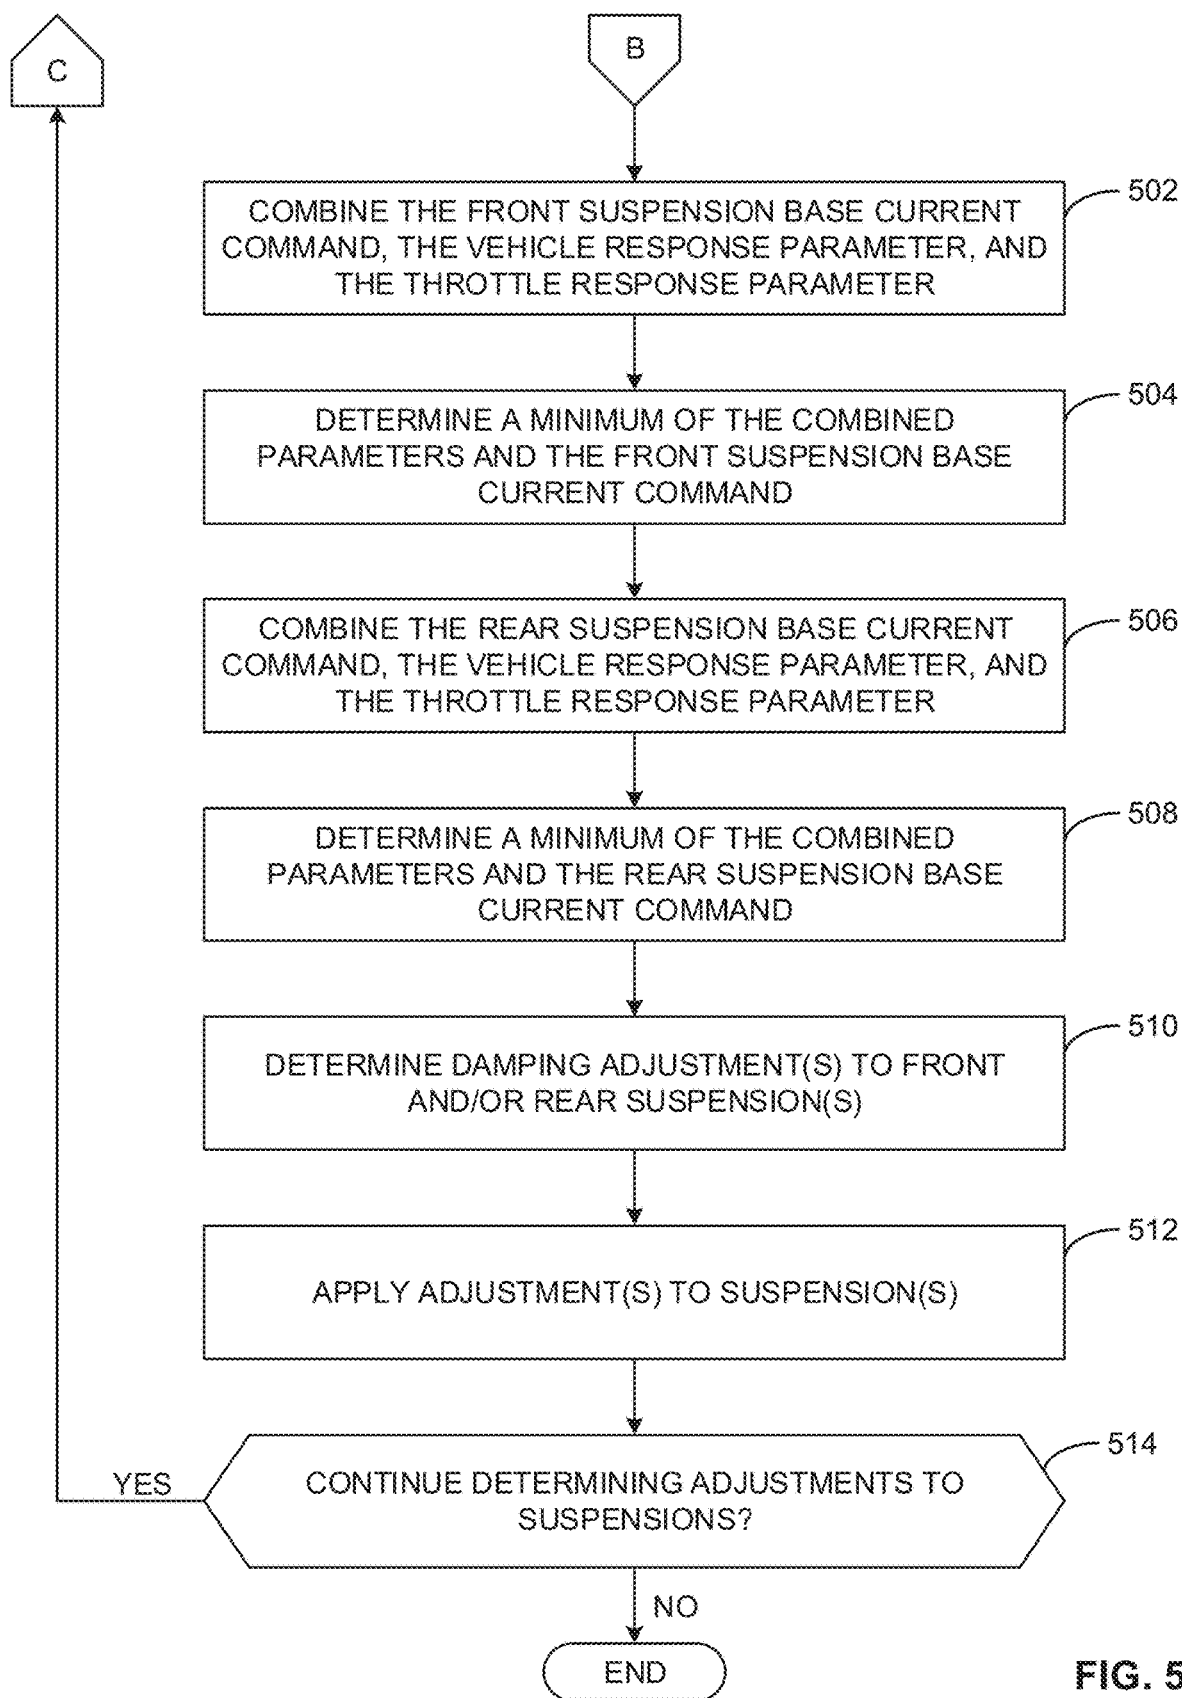 C
B
COMBINE THE FRONT SUSPENSION BASE CURRENT
COMMAND, THE VEHICLE RESPONSE PARAMETER, AND
THE THROTTLE RESPONSE PARAMETER
502
DETERMINE A MINIMUM OF THE COMBINED
PARAMETERS AND THE FRONT SUSPENSION BASE
CURRENT COMMAND
504
COMBINE THE REAR SUSPENSION BASE CURRENT
COMMAND, THE VEHICLE RESPONSE PARAMETER, AND
THE THROTTLE RESPONSE PARAMETER
506
DETERMINE A MINIMUM OF THE COMBINED
PARAMETERS AND THE REAR SUSPENSION BASE
CURRENT COMMAND
508
DETERMINE DAMPING ADJUSTMENT(S) TO FRONT
AND/OR REAR SUSPENSION(S)
510
APPLY ADJUSTMENT(S) TO SUSPENSION(S)
512
CONTINUE DETERMINING ADJUSTMENTS TO
SUSPENSIONS?
514
YES
NO
END
FIG. 5